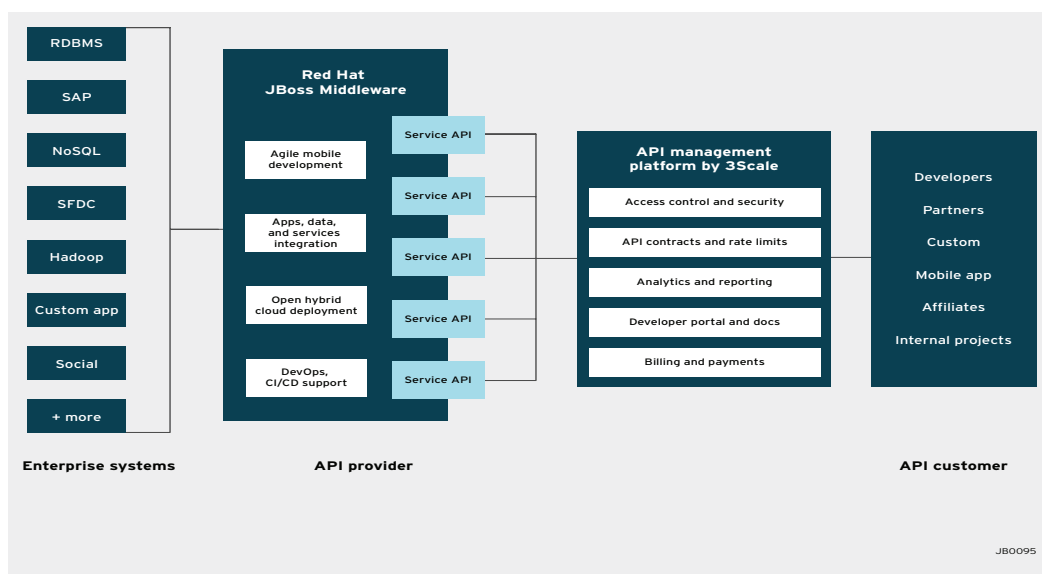 RDBMS
SAP
NoSQL
SFDC
Hadoop
Custom app
Social
+ more
Enterprise systems
Red Hat
JBoss Middleware
Agile mobile
development
Apps, data,
and services
integration
Open hybrid
cloud deployment
DevOps,
CI/CD support
Service API
Service API
Service API
Service API
Service API
API provider
API management
platform by 3Scale
Access control and security
API contracts and rate limits
Analytics and reporting
Developer portal and docs
Billing and payments
Developers
Partners
Custom
Mobile app
Affiliates
Internal projects
API customer
JB0095